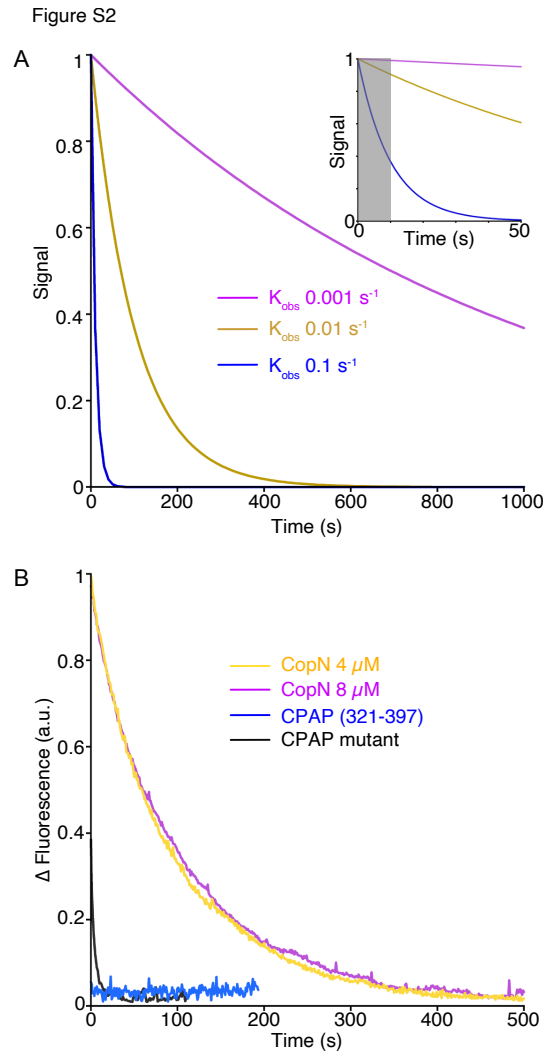 Figure S2
A
1
0.8
0.6
0.4
0.2
0
Signal
0 200 400 600 800 1000
Time (s)
K_obs 0.001 s⁻¹
K_obs 0.01 s⁻¹
K_obs 0.1 s⁻¹
1
0
Signal
0 50
Time (s)
B
1
0.8
0.6
0.4
0.2
0
Δ Fluorescence (a.u.)
0 100 200 300 400 500
Time (s)
CopN 4 µM
CopN 8 µM
CPAP (321-397)
CPAP mutant